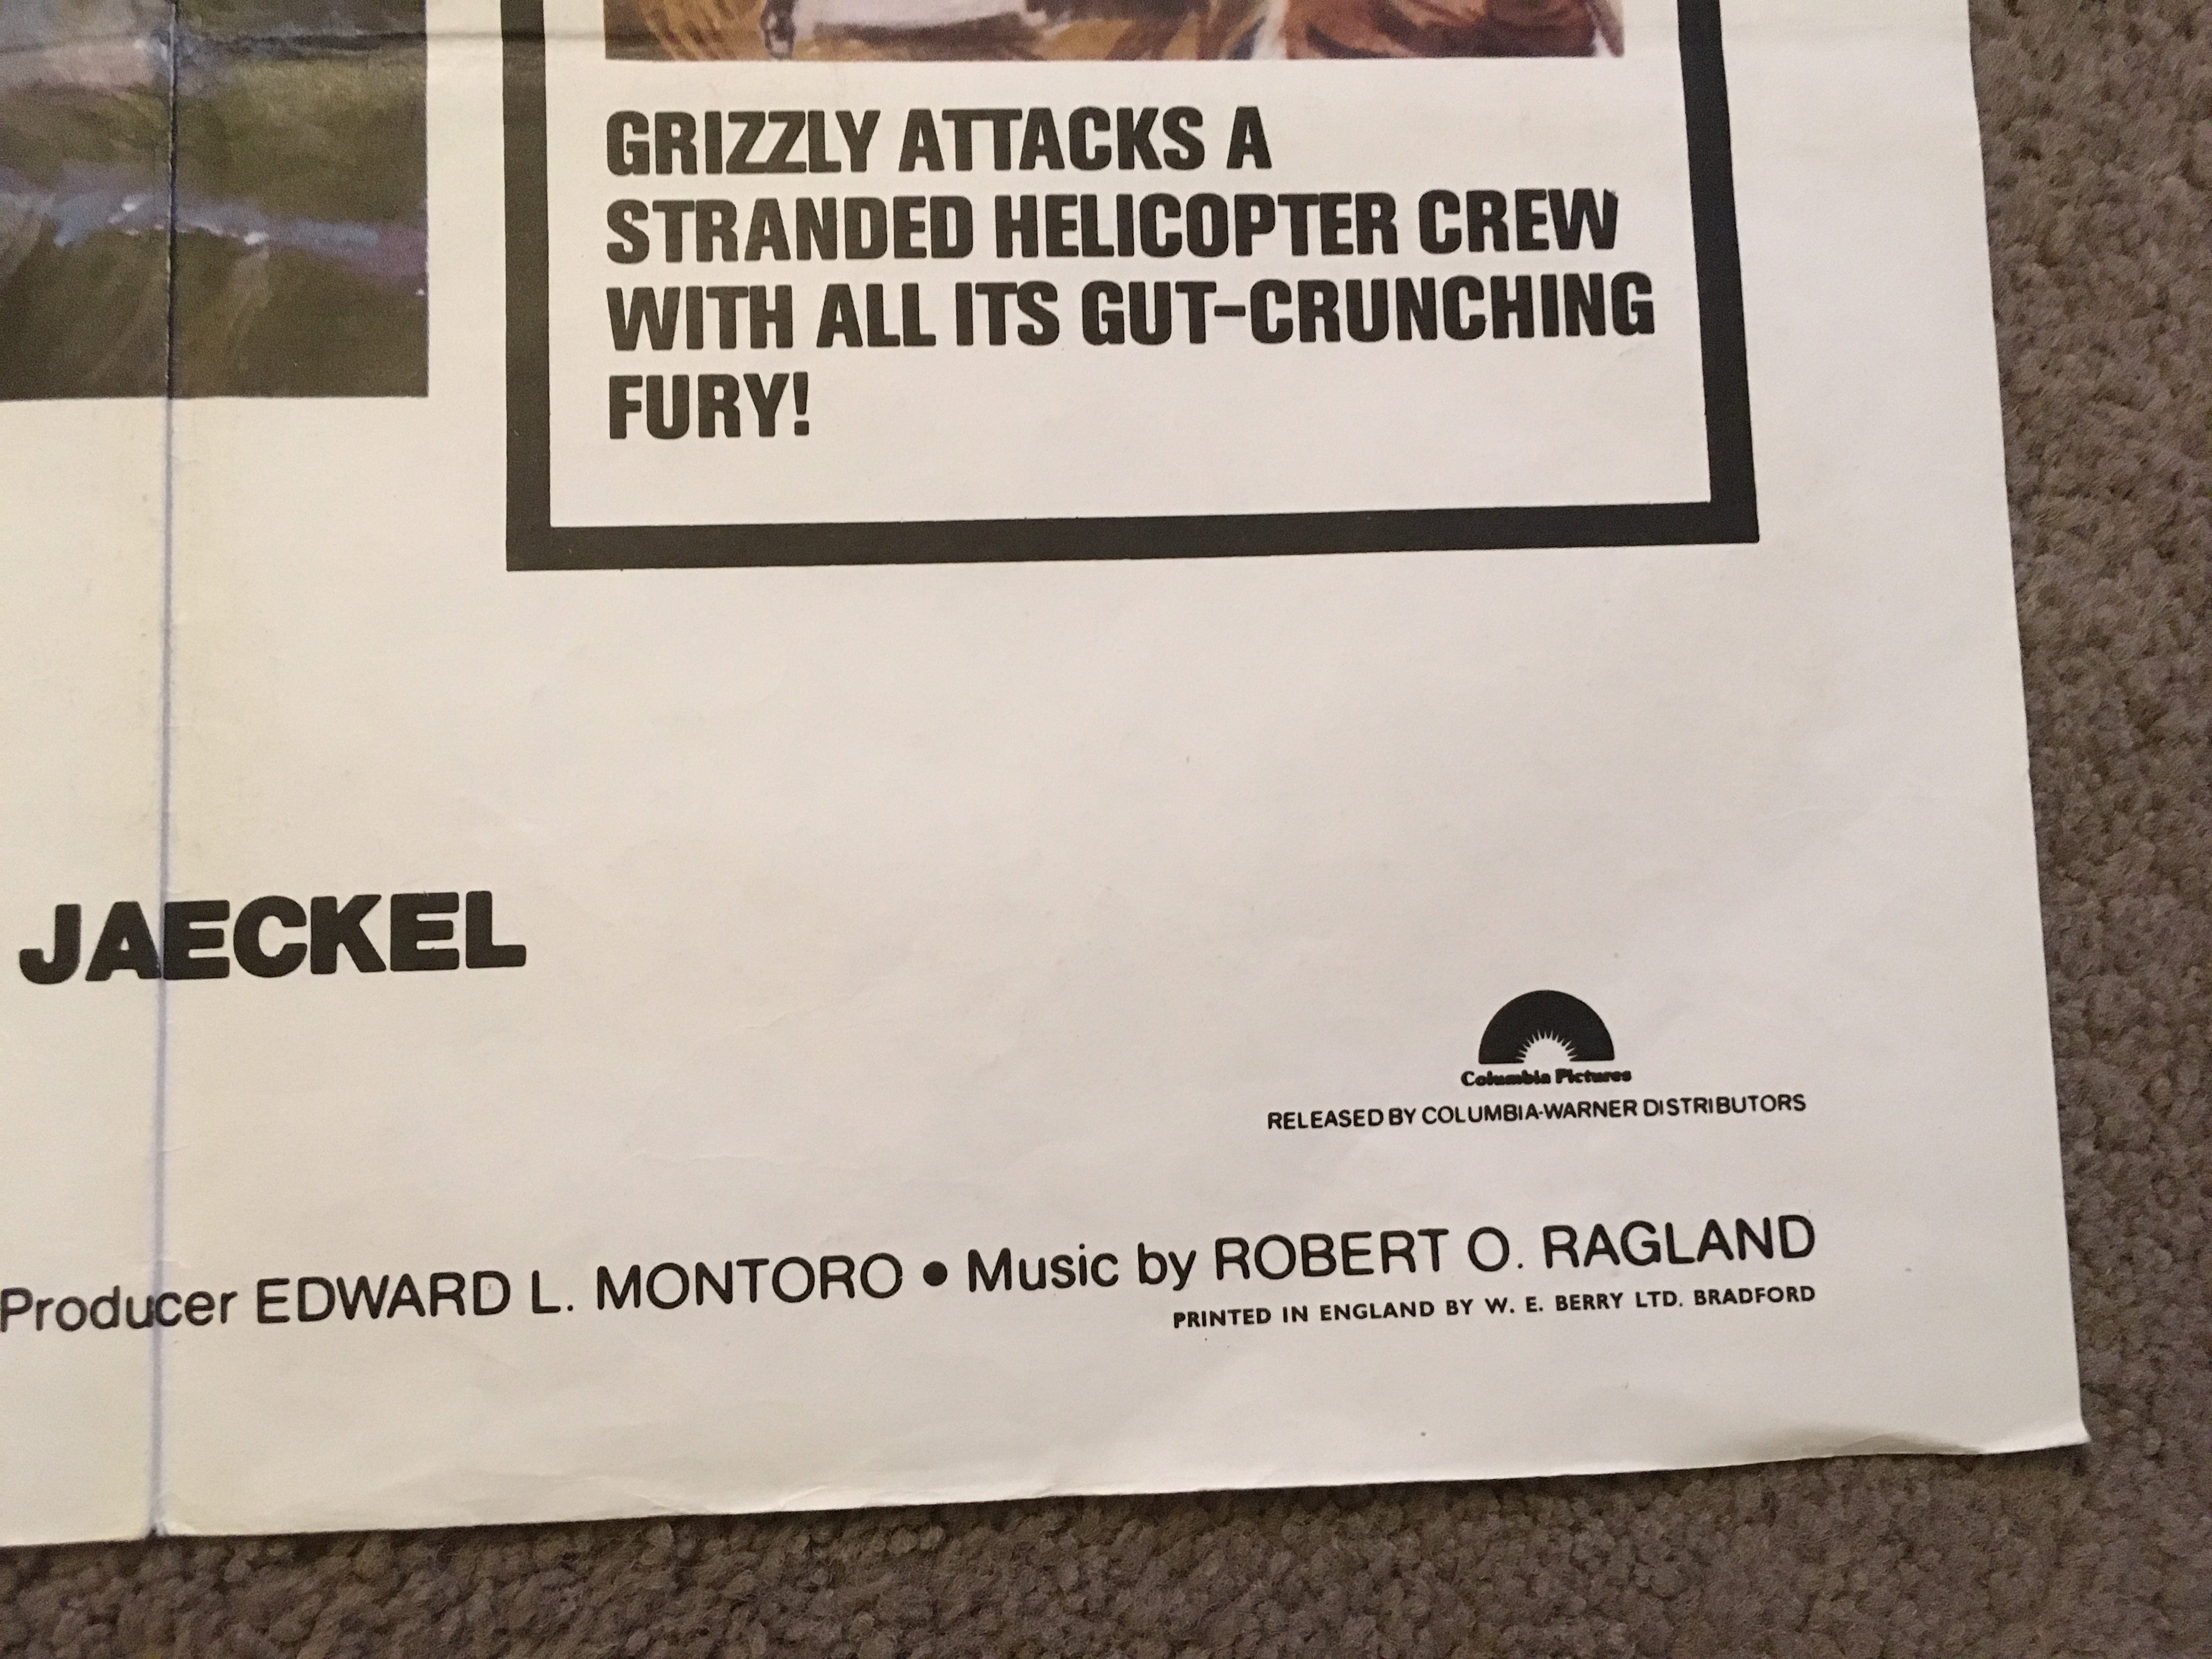 GRIZZLY ATTACKS A
STRANDED HELICOPTER CREW
WITH ALL ITS GUT-CRUNCHING
FURY!
JAECKEL
Columbia Pictures
RELEASED BY COLUMBIA-WARNER DISTRIBUTORS
Producer EDWARD L. MONTORO • Music by ROBERT O. RAGLAND
PRINTED IN ENGLAND BY W. E. BERRY LTD. BRADFORD